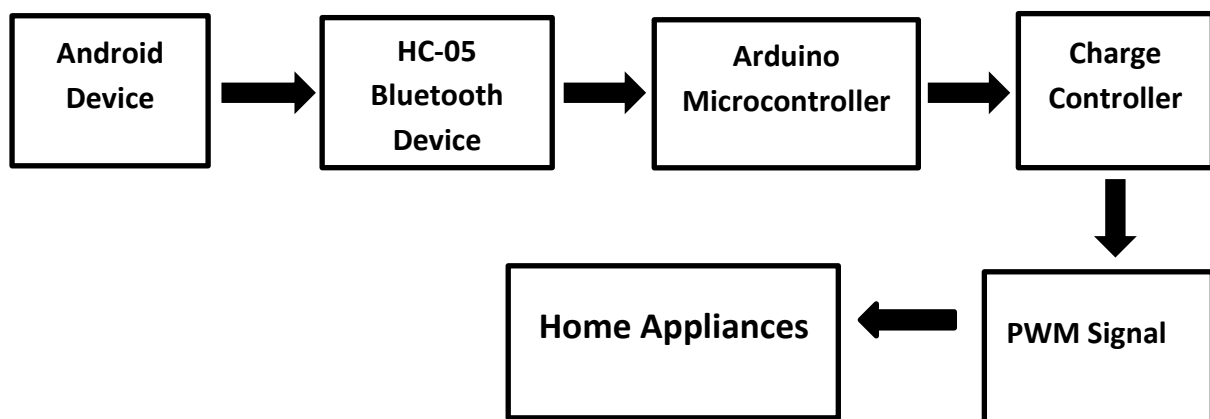 Android
Device
HC-05
Bluetooth
Device
Arduino
Microcontroller
Charge
Controller
Home Appliances
PWM Signal